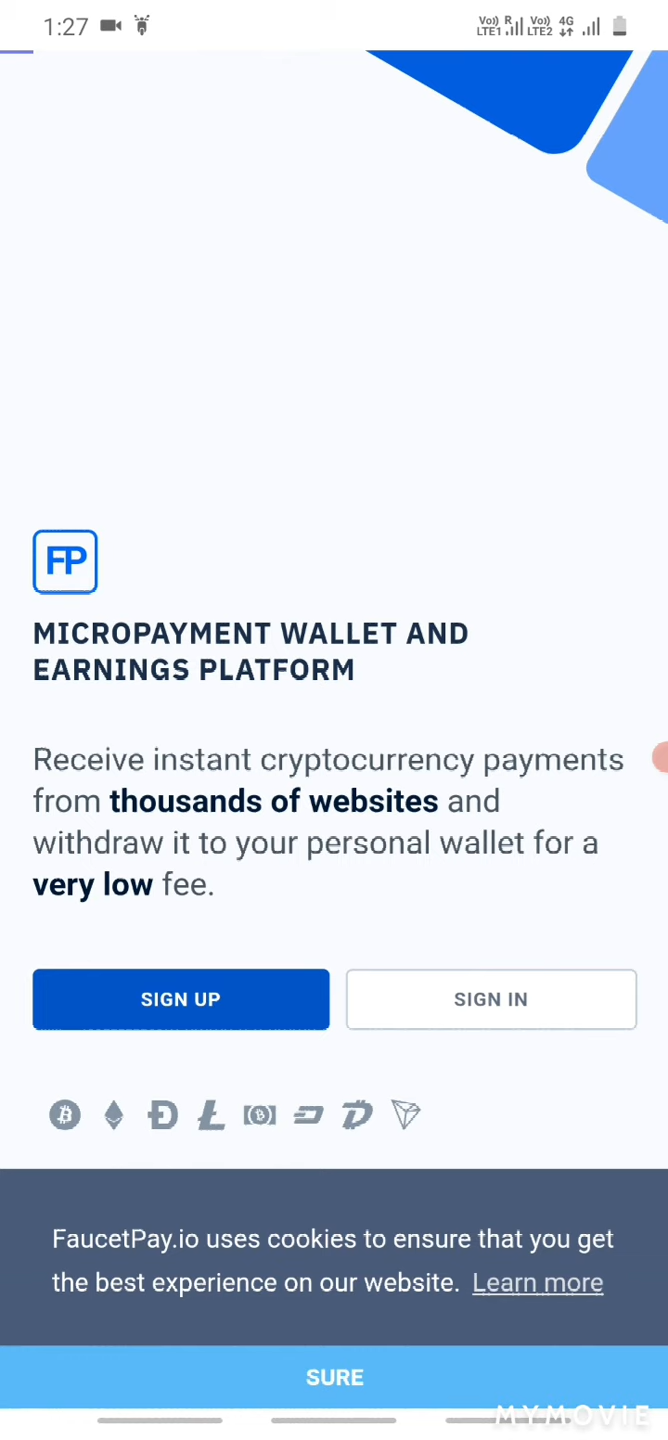 1:27 Vo) R Vo) 4G
LTE1 LTE2
FP
MICROPAYMENT WALLET AND
EARNINGS PLATFORM
Receive instant cryptocurrency payments
from thousands of websites and
withdraw it to your personal wallet for a
very low fee.
SIGN UP SIGN IN
FaucetPay.io uses cookies to ensure that you get
the best experience on our website. Learn more
SURE
MYMOVIE